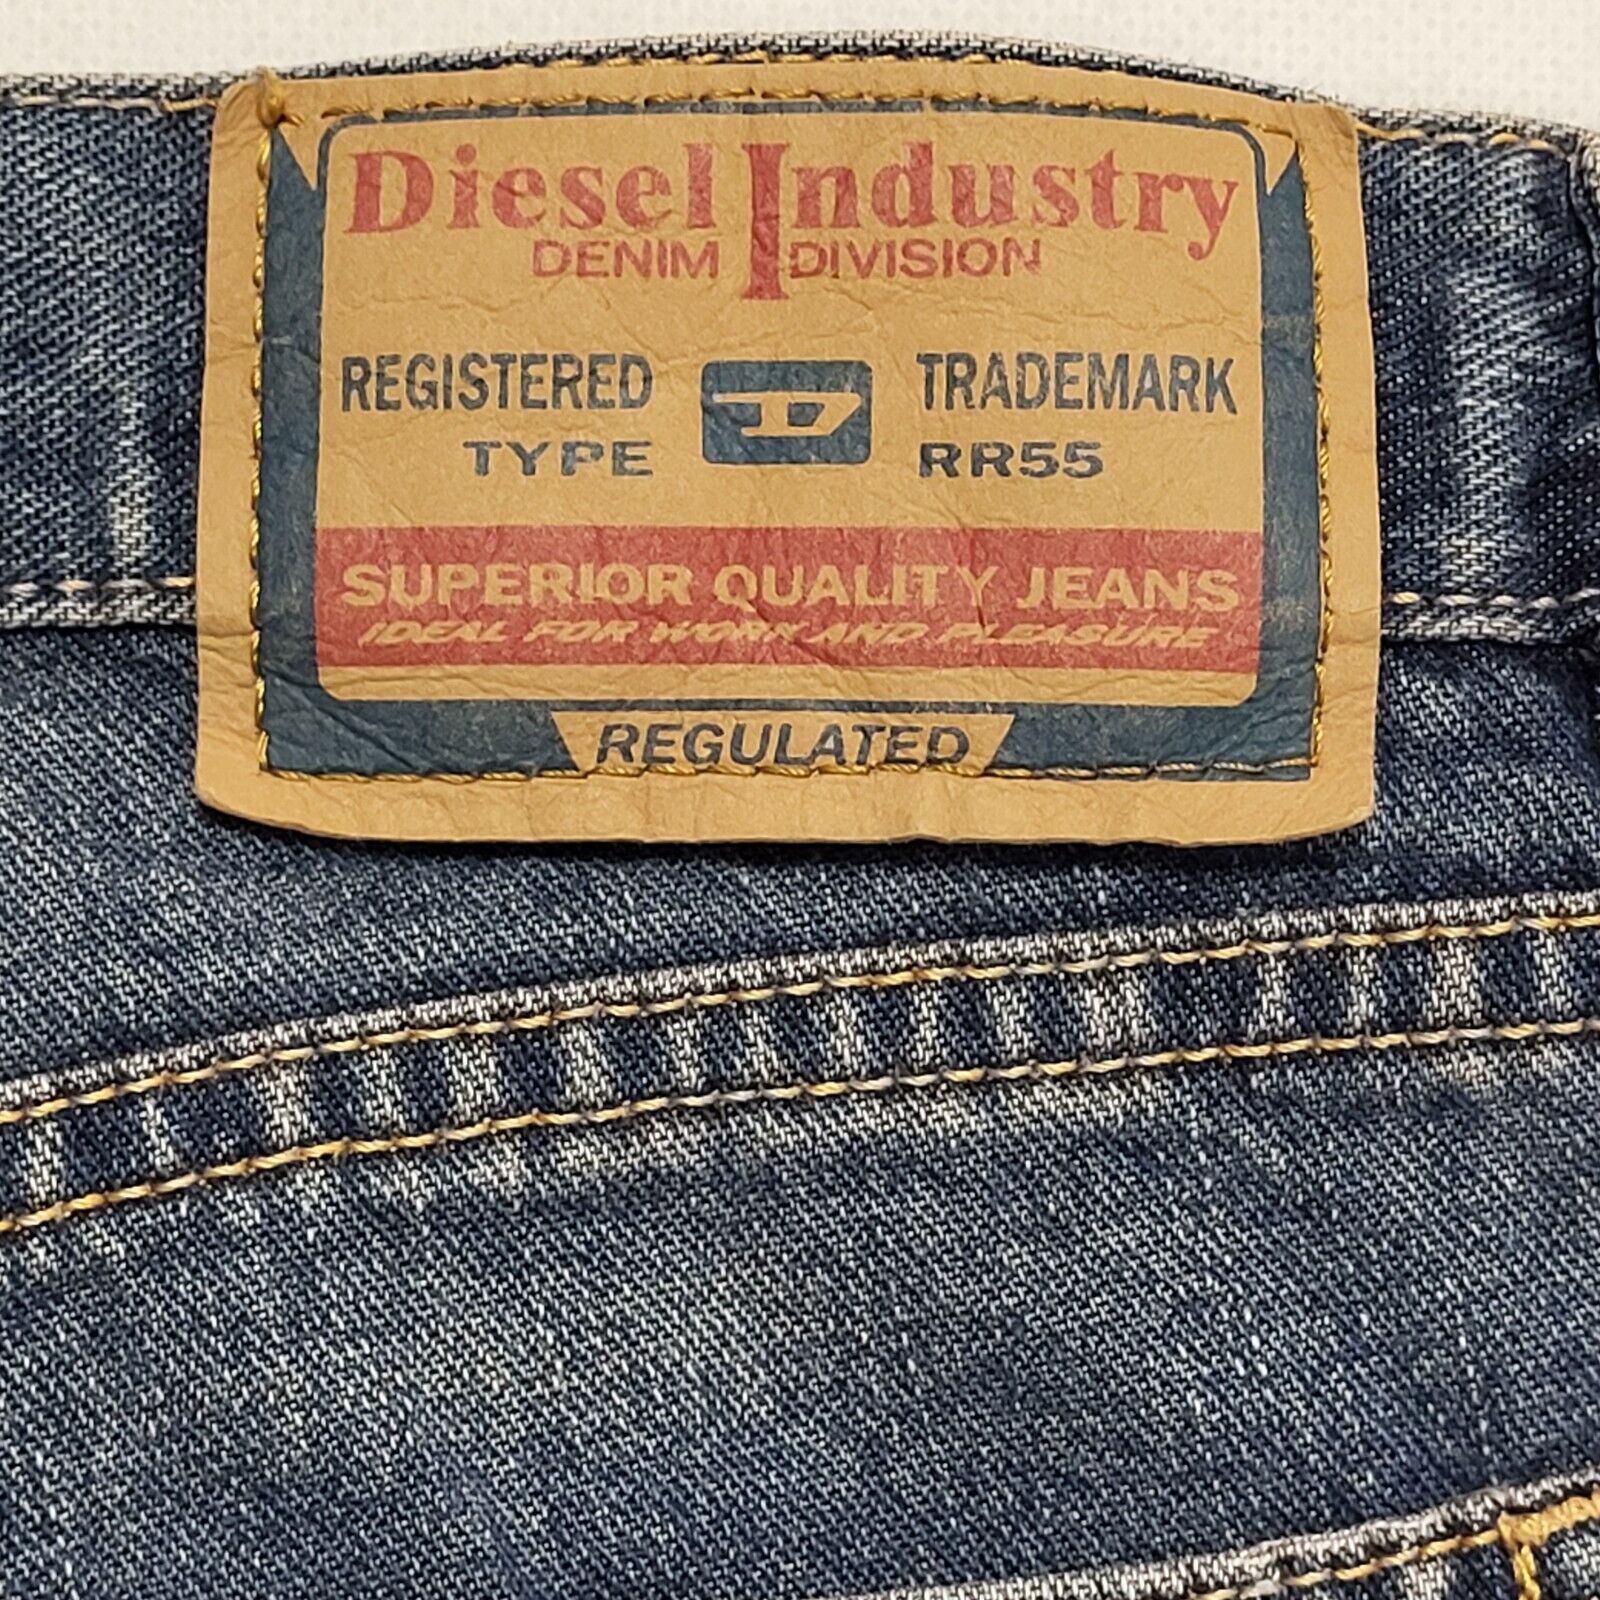 Diesel Industry
DENIM DIVISION
REGISTERED D TRADEMARK
TYPE RR55
SUPERIOR QUALITY JEANS
IDEAL FOR WORK AND PLEASURE
REGULATED